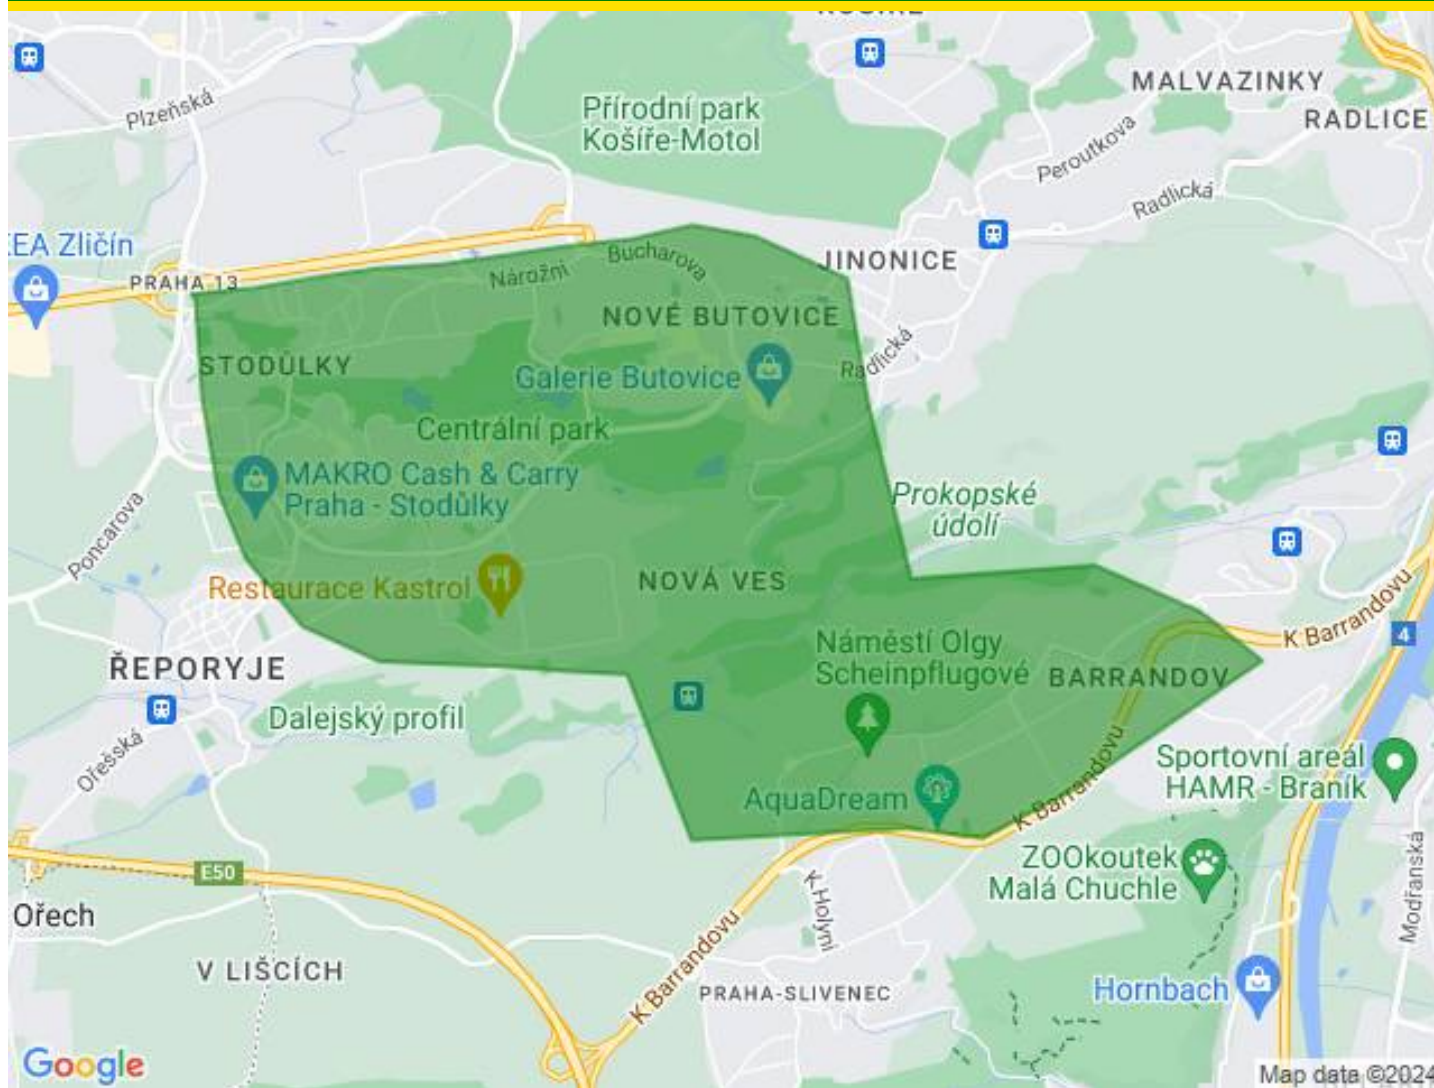 Plzeňská
Přírodní park
Košíře-Motol
MALVAZINKY
RADLICE
Peroutkova
Radlická
EA Zličín
PRAHA 13
Nárožní
Bucharova
JINONICE
NOVÉ BUTOVICE
STODŮLKY
Galerie Butovice
Radlická
Centrální park
MAKRO Cash & Carry
Praha - Stodůlky
Prokopské
údolí
Poncarova
Restaurace Kastrol
NOVÁ VES
K Barrandovu
4
Náměstí Olgy
Scheinpflugové
BARRANDOV
ŘEPORYJE
Dalejský profil
Ořešská
AquaDream
K Barrandovu
Sportovní areál
HAMR - Braník
ZOOkoutek
Malá Chuchle
E50
K Holyni
Modřanská
Ořech
V LIŠCÍCH
K Barrandovu
PRAHA-SLIVENEC
Hornbach
Google
Map data ©2024